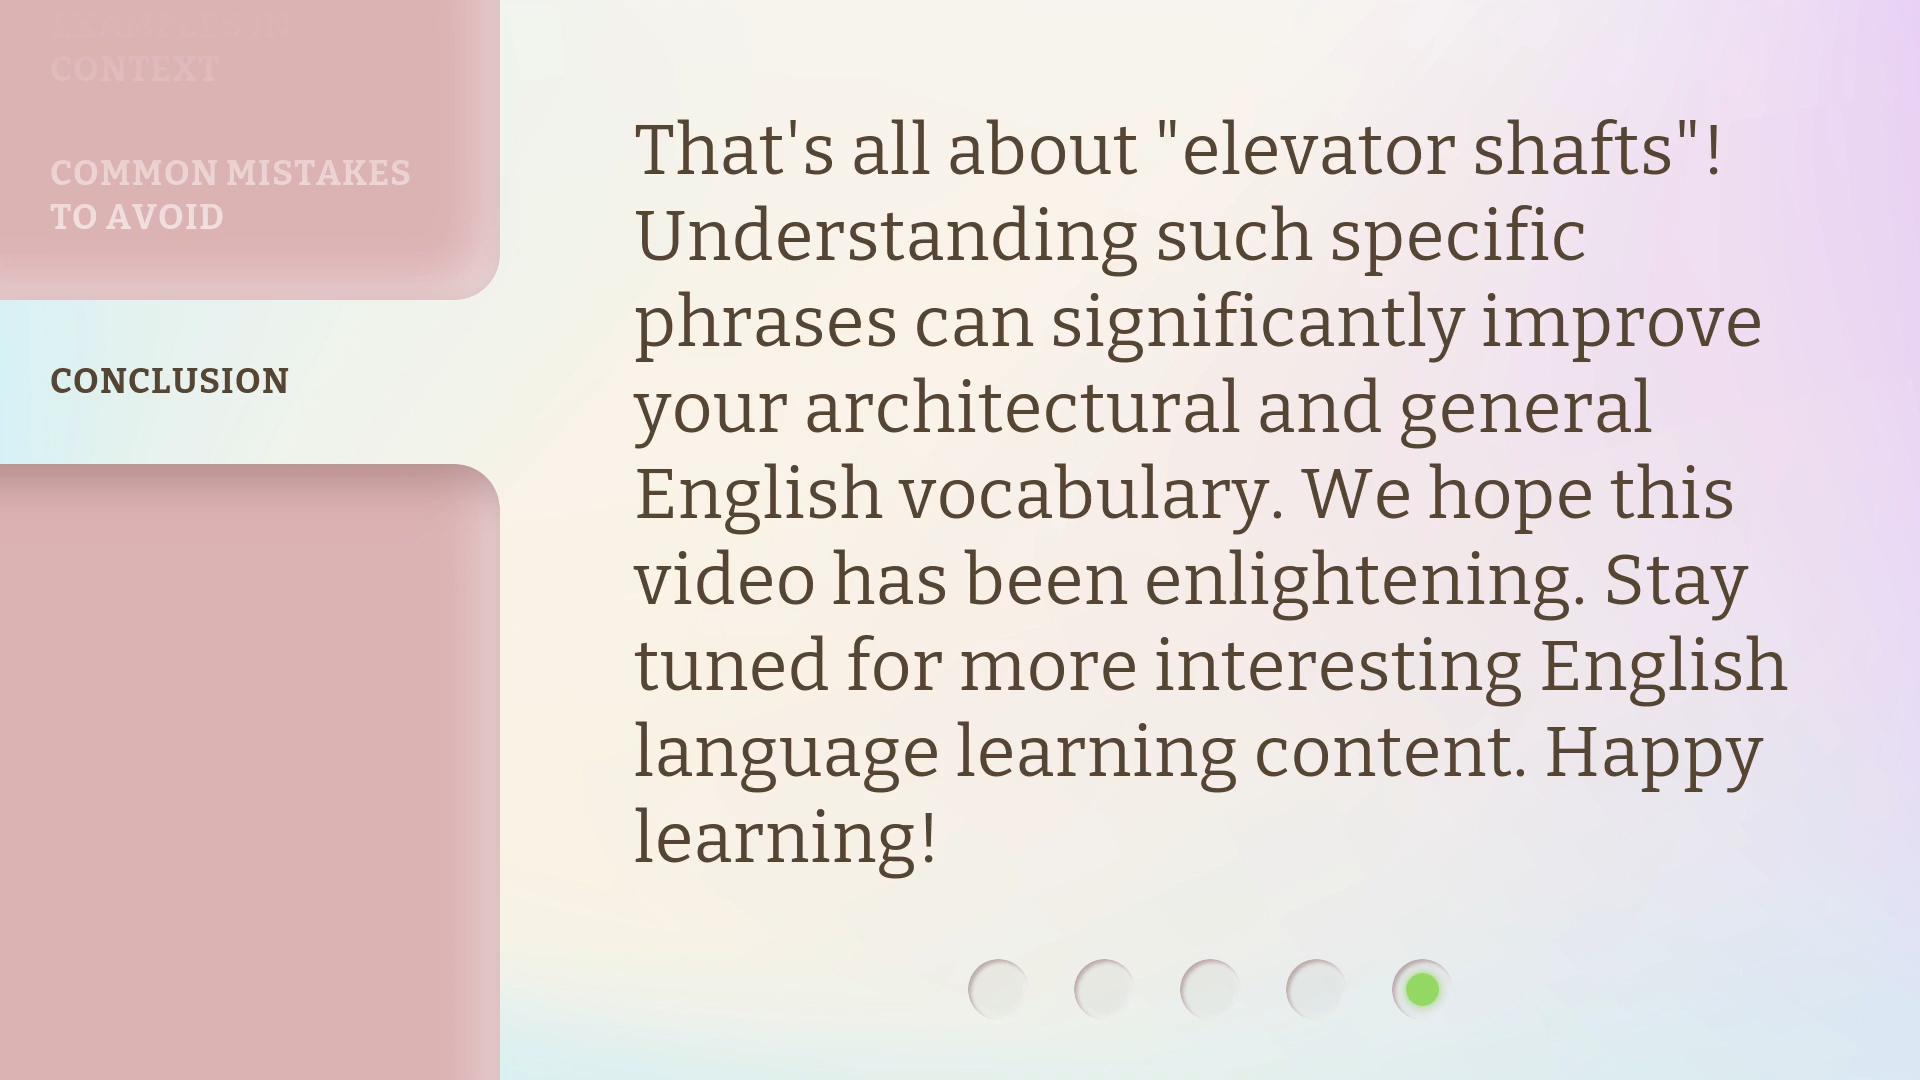 EXAMPLES IN
CONTEXT
COMMON MISTAKES
TO AVOID
CONCLUSION
That's all about "elevator shafts"!
Understanding such specific
phrases can significantly improve
your architectural and general
English vocabulary. We hope this
video has been enlightening. Stay
tuned for more interesting English
language learning content. Happy
learning!